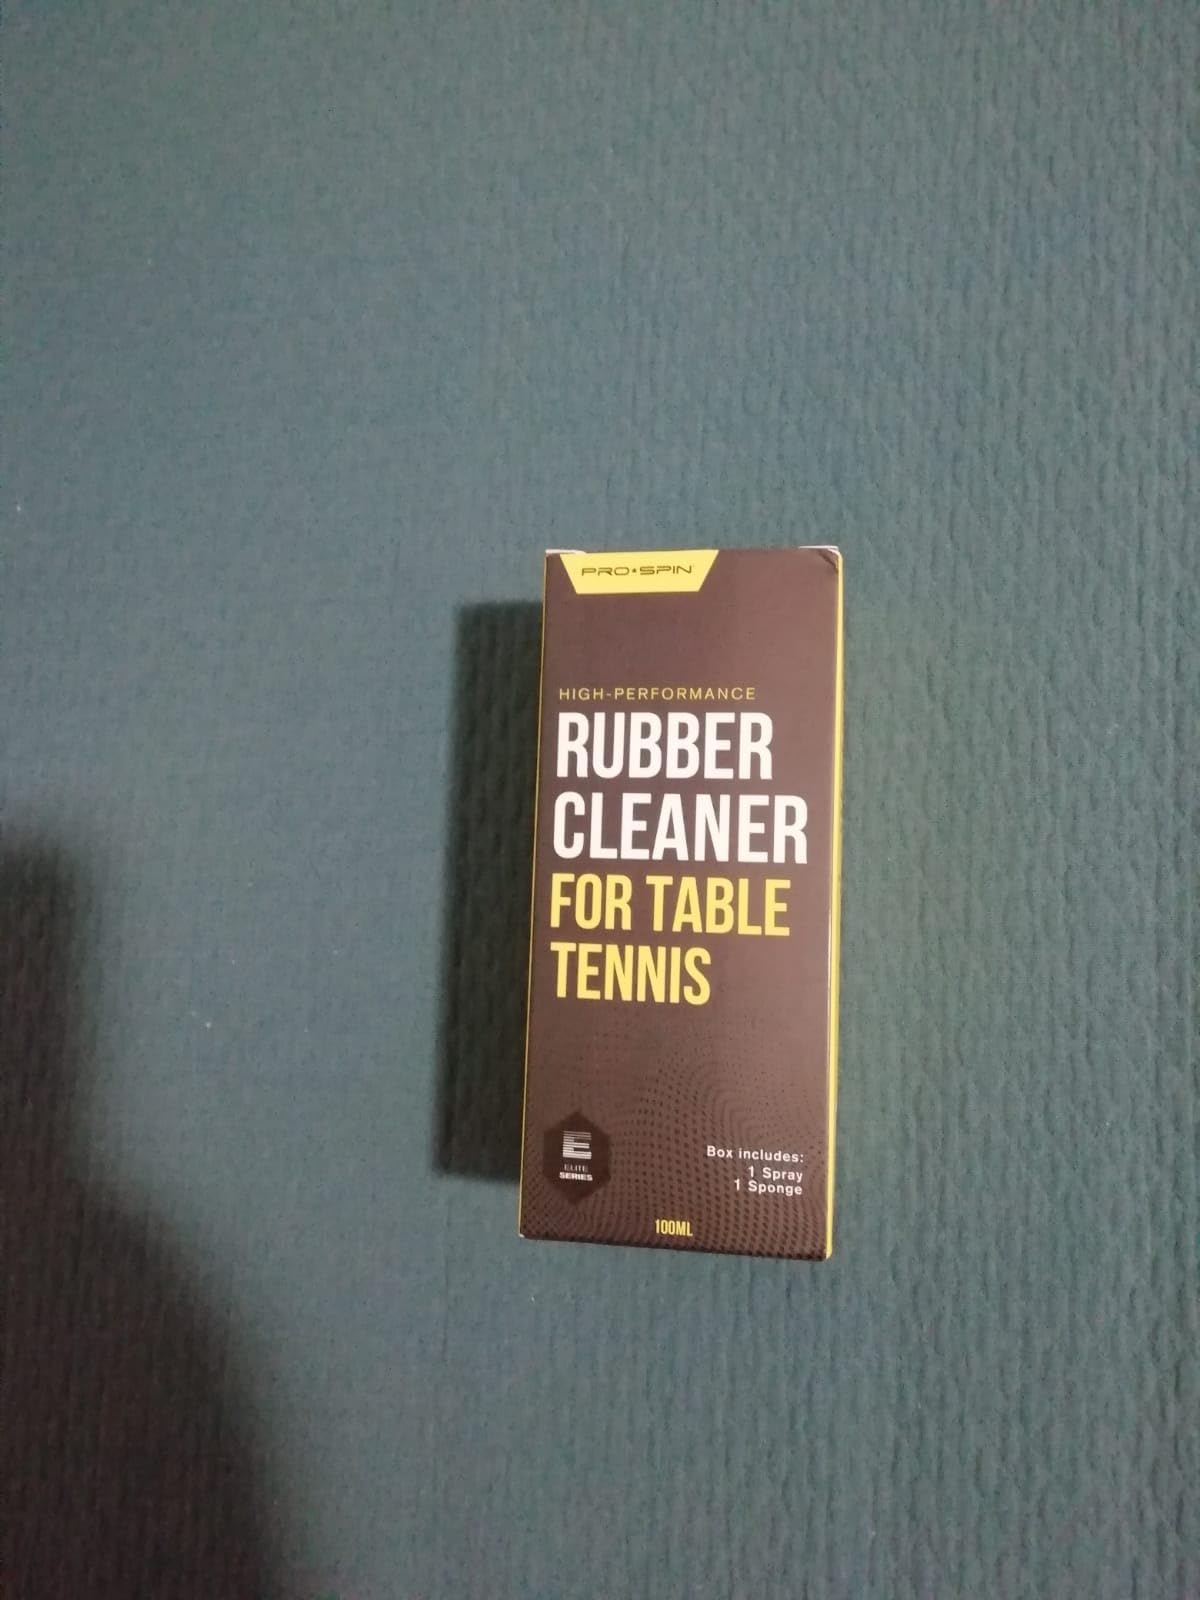 PRO•SPIN
HIGH-PERFORMANCE
RUBBER
CLEANER
FOR TABLE
TENNIS
E
ELITE
SERIES
Box includes:
1 Spray
1 Sponge
100ML